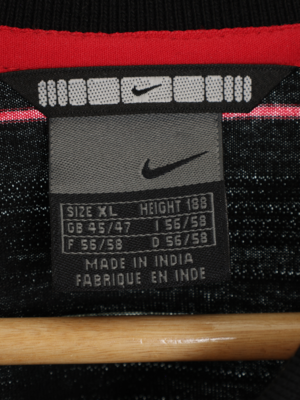 SIZE XL HEIGHT 188
GB 45/47 I 56/58
F 56/58 D 56/58
MADE IN INDIA
FABRIQUE EN INDE